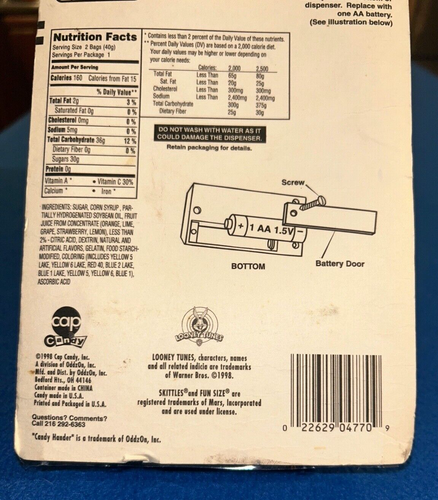 dispenser. Replace with
one AA battery.
(See illustration below)
Nutrition Facts
Serving Size 2 Bags (40g)
Servings Per Package 1
Amount Per Serving
Calories 160 Calories from Fat 15
% Daily Value**
Total Fat 2g 3%
Saturated Fat 0g 0%
Cholesterol 0mg 0%
Sodium 5mg 0%
Total Carbohydrate 36g 12%
Dietary Fiber 0g 0%
Sugars 30g
Protein 0g
Vitamin A * • Vitamin C 30%
Calcium * • Iron *
* Contains less than 2 percent of the Daily Value of these nutrients.
** Percent Daily Values (DV) are based on a 2,000 calorie diet.
Your daily values may be higher or lower depending on
your calorie needs:
Calories: 2,000 2,500
Total Fat Less Than 65g 80g
Sat. Fat Less Than 20g 25g
Cholesterol Less Than 300mg 300mg
Sodium Less Than 2,400mg 2,400mg
Total Carbohydrate 300g 375g
Dietary Fiber 25g 30g
DO NOT WASH WITH WATER AS IT
COULD DAMAGE THE DISPENSER.
Retain packaging for details.
INGREDIENTS: SUGAR, CORN SYRUP, PAR-
TIALLY HYDROGENATED SOYBEAN OIL, FRUIT
JUICE FROM CONCENTRATE (ORANGE, LIME,
GRAPE, STRAWBERRY, LEMON), LESS THAN
2% - CITRIC ACID, DEXTRIN, NATURAL AND
ARTIFICIAL FLAVORS, GELATIN, FOOD STARCH-
MODIFIED, COLORING (INCLUDES YELLOW 5
LAKE, YELLOW 6 LAKE, RED 40, BLUE 2 LAKE,
BLUE 1 LAKE, YELLOW 5, YELLOW 6, BLUE 1),
ASCORBIC ACID
Screw
+ 1 AA 1.5V -
BOTTOM
Battery Door
cap
Candy
LOONEY TUNES
©1998 Cap Candy, Inc.
A division of OddzOn, Inc.
Mfd. and Dist. by OddzOn, Inc.
Bedford Hts., OH 44146
Container made in CHINA
Candy made in U.S.A.
Printed and Packaged in U.S.A.
Questions? Comments?
Call 216 292-6363
"Candy Hander" is a trademark of OddzOn, Inc.
LOONEY TUNES, characters, names
and all related indicia are trademarks
of Warner Bros. ©1998.
SKITTLES® and FUN SIZE® are
registered trademarks of Mars, Incorporated
and are used under license.
0 22629 04770 9